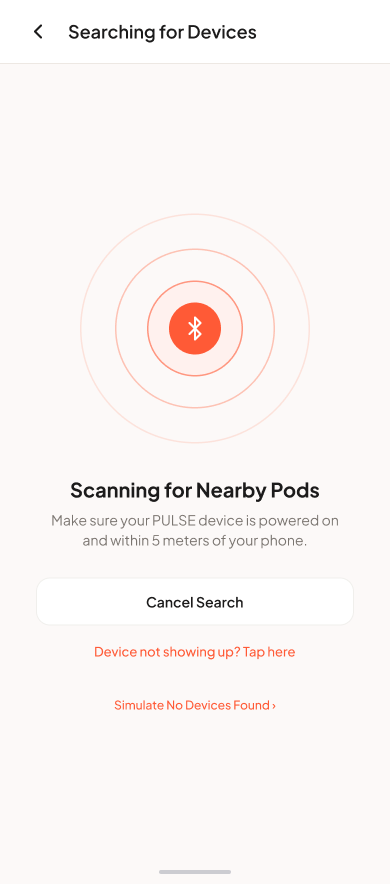 Searching for Devices
Scanning for Nearby Pods
Make sure your PULSE device is powered on
and within 5 meters of your phone.
Cancel Search
Device not showing up? Tap here
Simulate No Devices Found ›